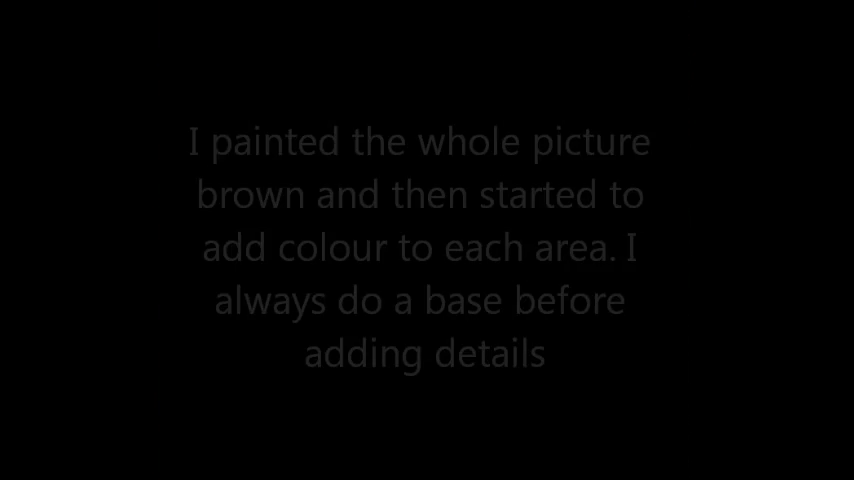 I painted the whole picture
brown and then started to
add colour to each area. I
always do a base before
adding details